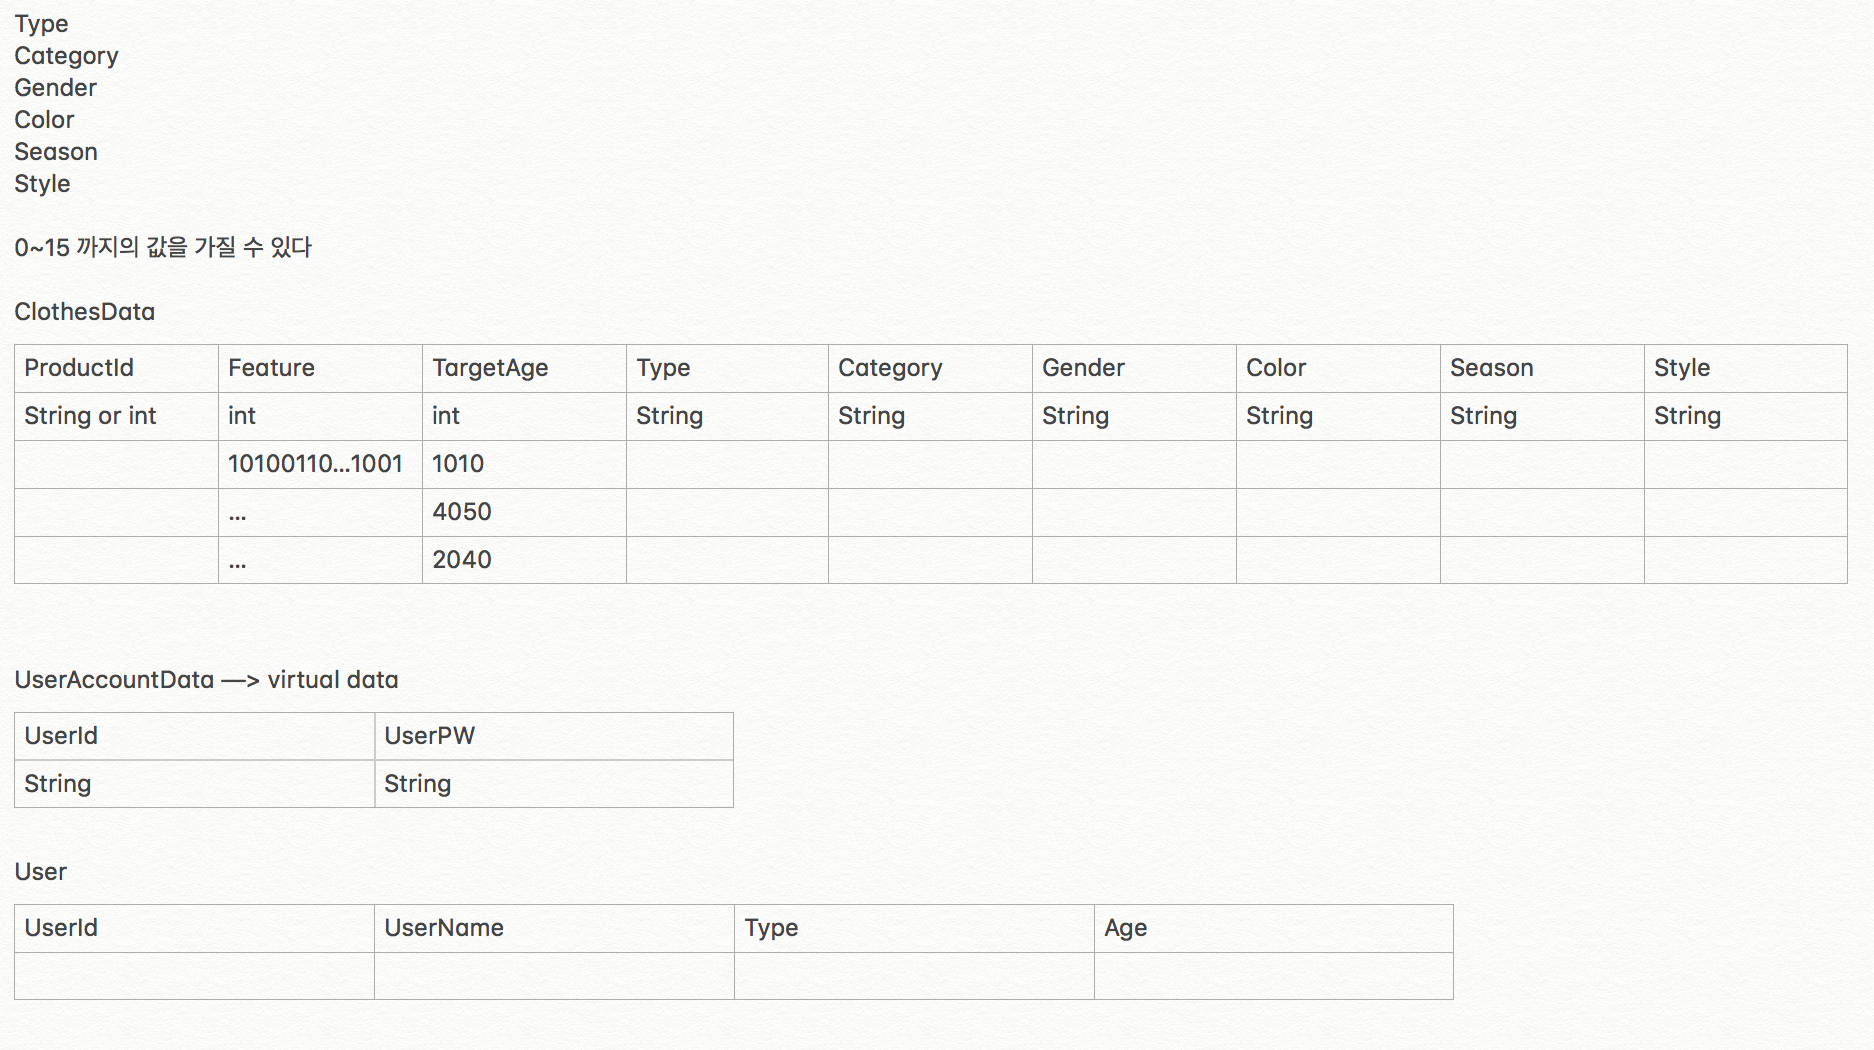 Type
Category
Gender
Color
Season
Style
0~15 까지의 값을 가질 수 있다
ClothesData
ProductId Feature TargetAge Type Category Gender Color Season Style
String or int int int String String String String String String
10100110...1001 1010
... 4050
... 2040
UserAccountData —> virtual data
UserId UserPW
String String
User
UserId UserName Type Age